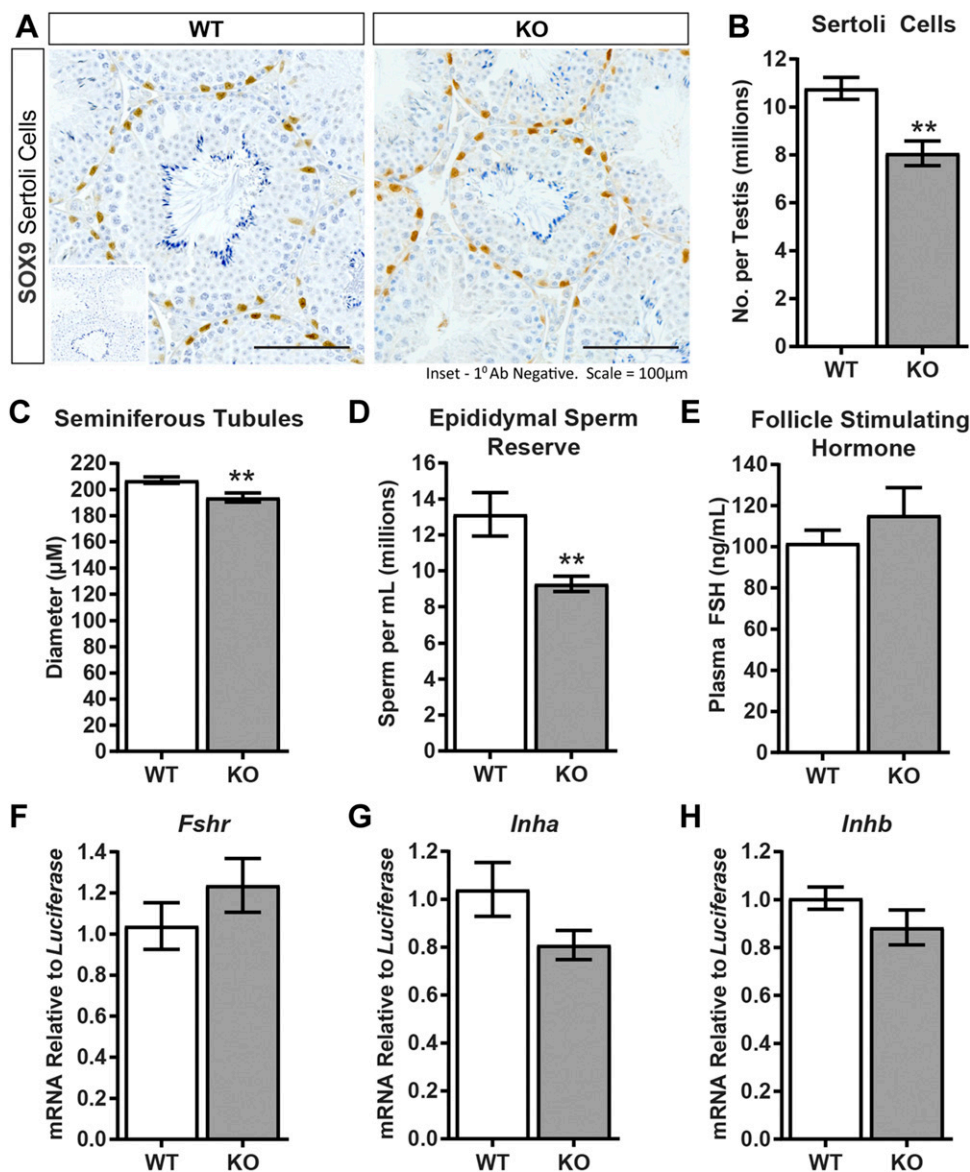 A
WT
KO
SOX9 Sertoli Cells
Inset - 1⁰ Ab Negative. Scale = 100µm
B
Sertoli Cells
No. per Testis (millions)
12
10
8
6
4
2
0
**
WT
KO
C
Seminiferous Tubules
Diameter (µM)
220
200
180
160
140
120
100
80
60
40
20
0
**
WT
KO
D
Epididymal Sperm
Reserve
Sperm per mL (millions)
16
14
12
10
8
6
4
2
0
**
WT
KO
E
Follicle Stimulating
Hormone
Plasma FSH (ng/mL)
140
120
100
80
60
40
20
0
WT
KO
F
Fshr
mRNA Relative to Luciferase
1.4
1.2
1.0
0.8
0.6
0.4
0.2
0.0
WT
KO
G
Inha
mRNA Relative to Luciferase
1.2
1.0
0.8
0.6
0.4
0.2
0.0
WT
KO
H
Inhb
mRNA Relative to Luciferase
1.2
1.0
0.8
0.6
0.4
0.2
0.0
WT
KO